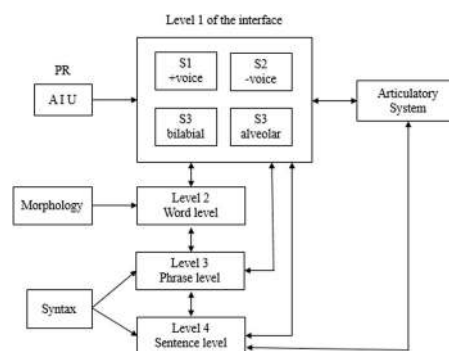 Level 1 of the interface
S1
+voice
S2
-voice
PR
A I U
Articulatory
System
S3
bilabial
S3
alveolar
Morphology
Level 2
Word level
Level 3
Phrase level
Syntax
Level 4
Sentence level